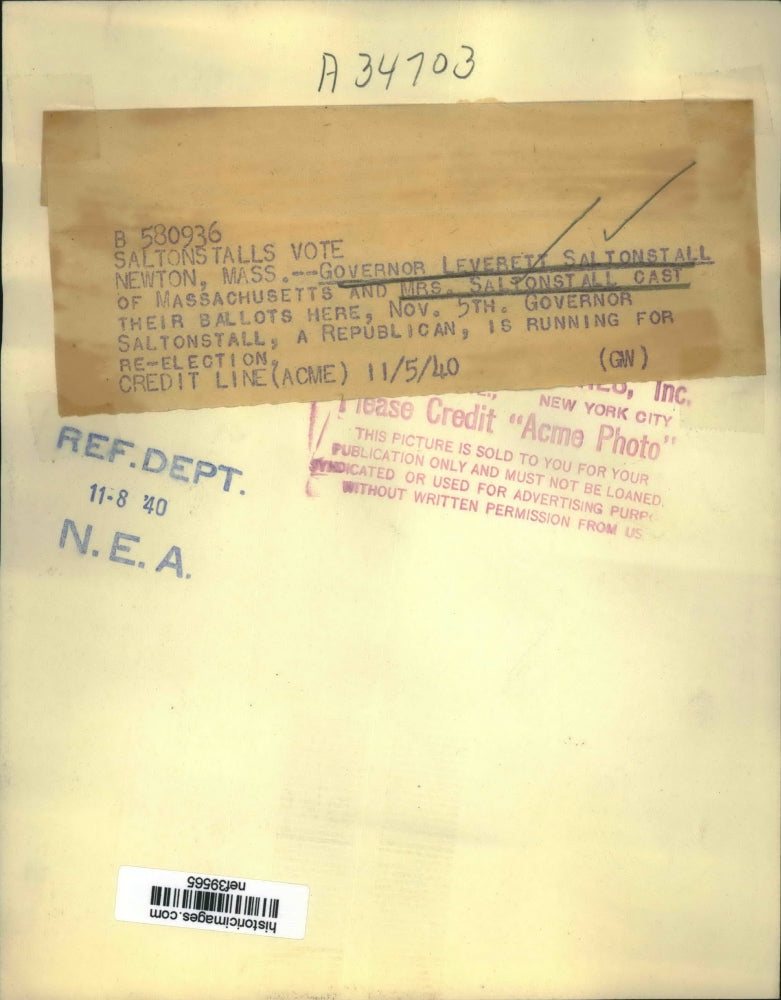 A 34703
B 580936
SALTONSTALLS VOTE
NEWTON, MASS.--GOVERNOR LEVERETT SALTONSTALL
OF MASSACHUSETTS AND MRS. SALTONSTALL CAST
THEIR BALLOTS HERE, NOV. 5TH. GOVERNOR
SALTONSTALL, A REPUBLICAN, IS RUNNING FOR
RE-ELECTION.
CREDIT LINE (ACME) 11/5/40 (GW)
Inc.
NEW YORK CITY
Please Credit "Acme Photo"
THIS PICTURE IS SOLD TO YOU FOR YOUR
PUBLICATION ONLY AND MUST NOT BE LOANED,
SYNDICATED OR USED FOR ADVERTISING
WITHOUT WRITTEN PERMISSION FROM US
REF. DEPT.
11-8 '40
N.E.A.
historicimages.com
nef39565